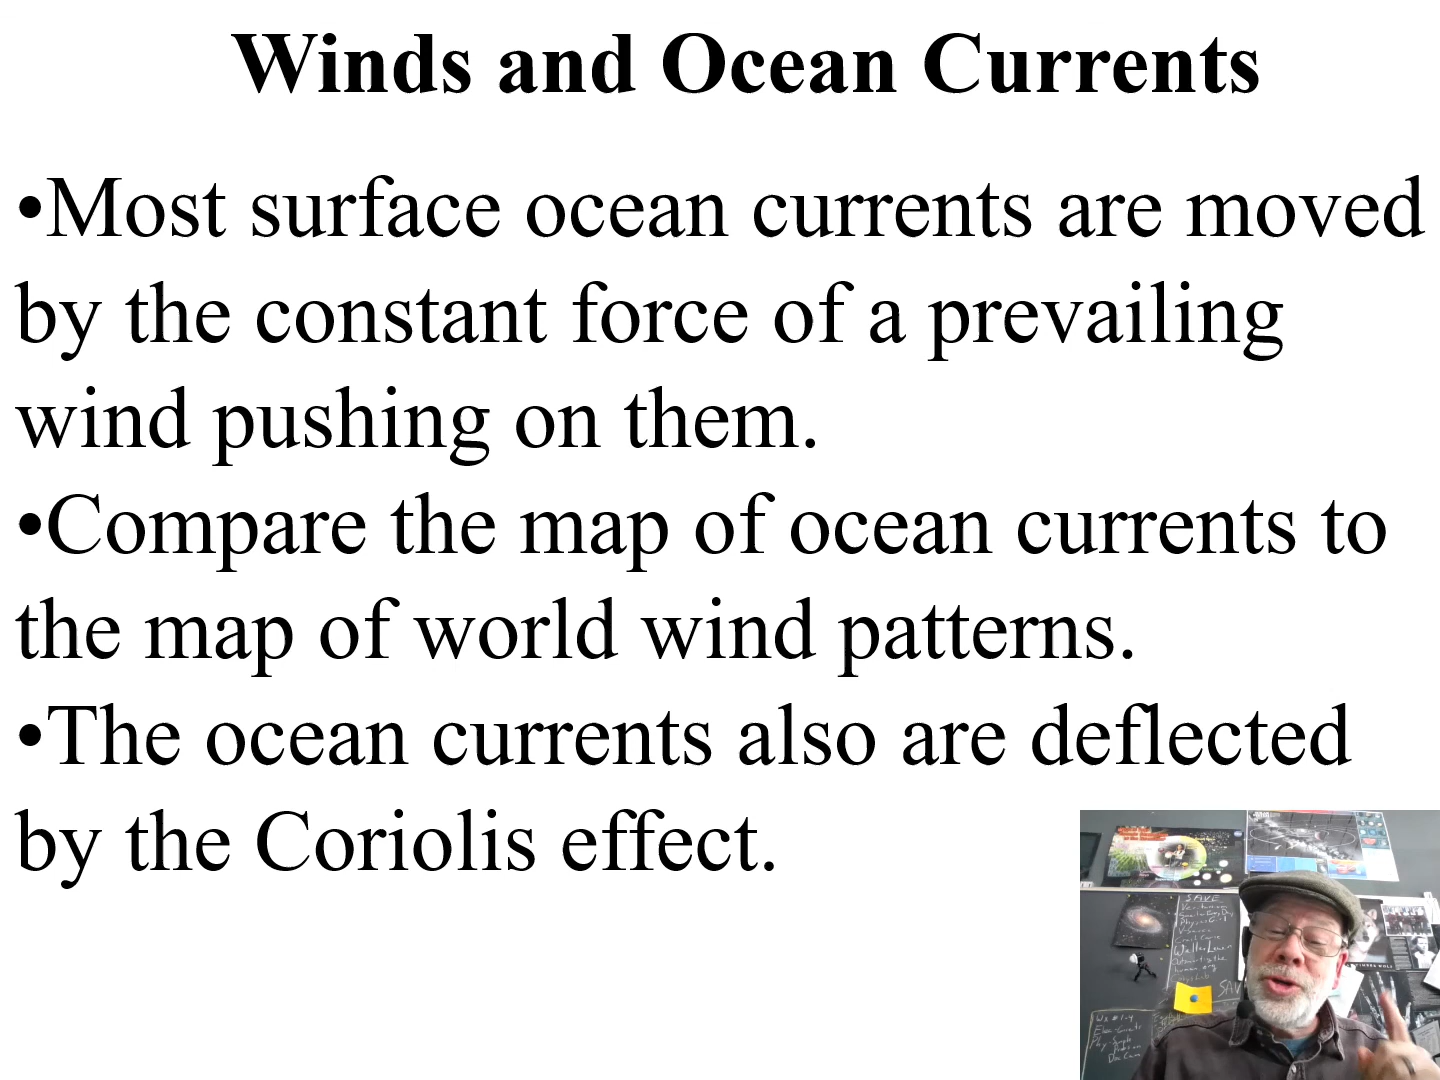 Winds and Ocean Currents
•Most surface ocean currents are moved
by the constant force of a prevailing
wind pushing on them.
•Compare the map of ocean currents to
the map of world wind patterns.
•The ocean currents also are deflected
by the Coriolis effect.
SAVE